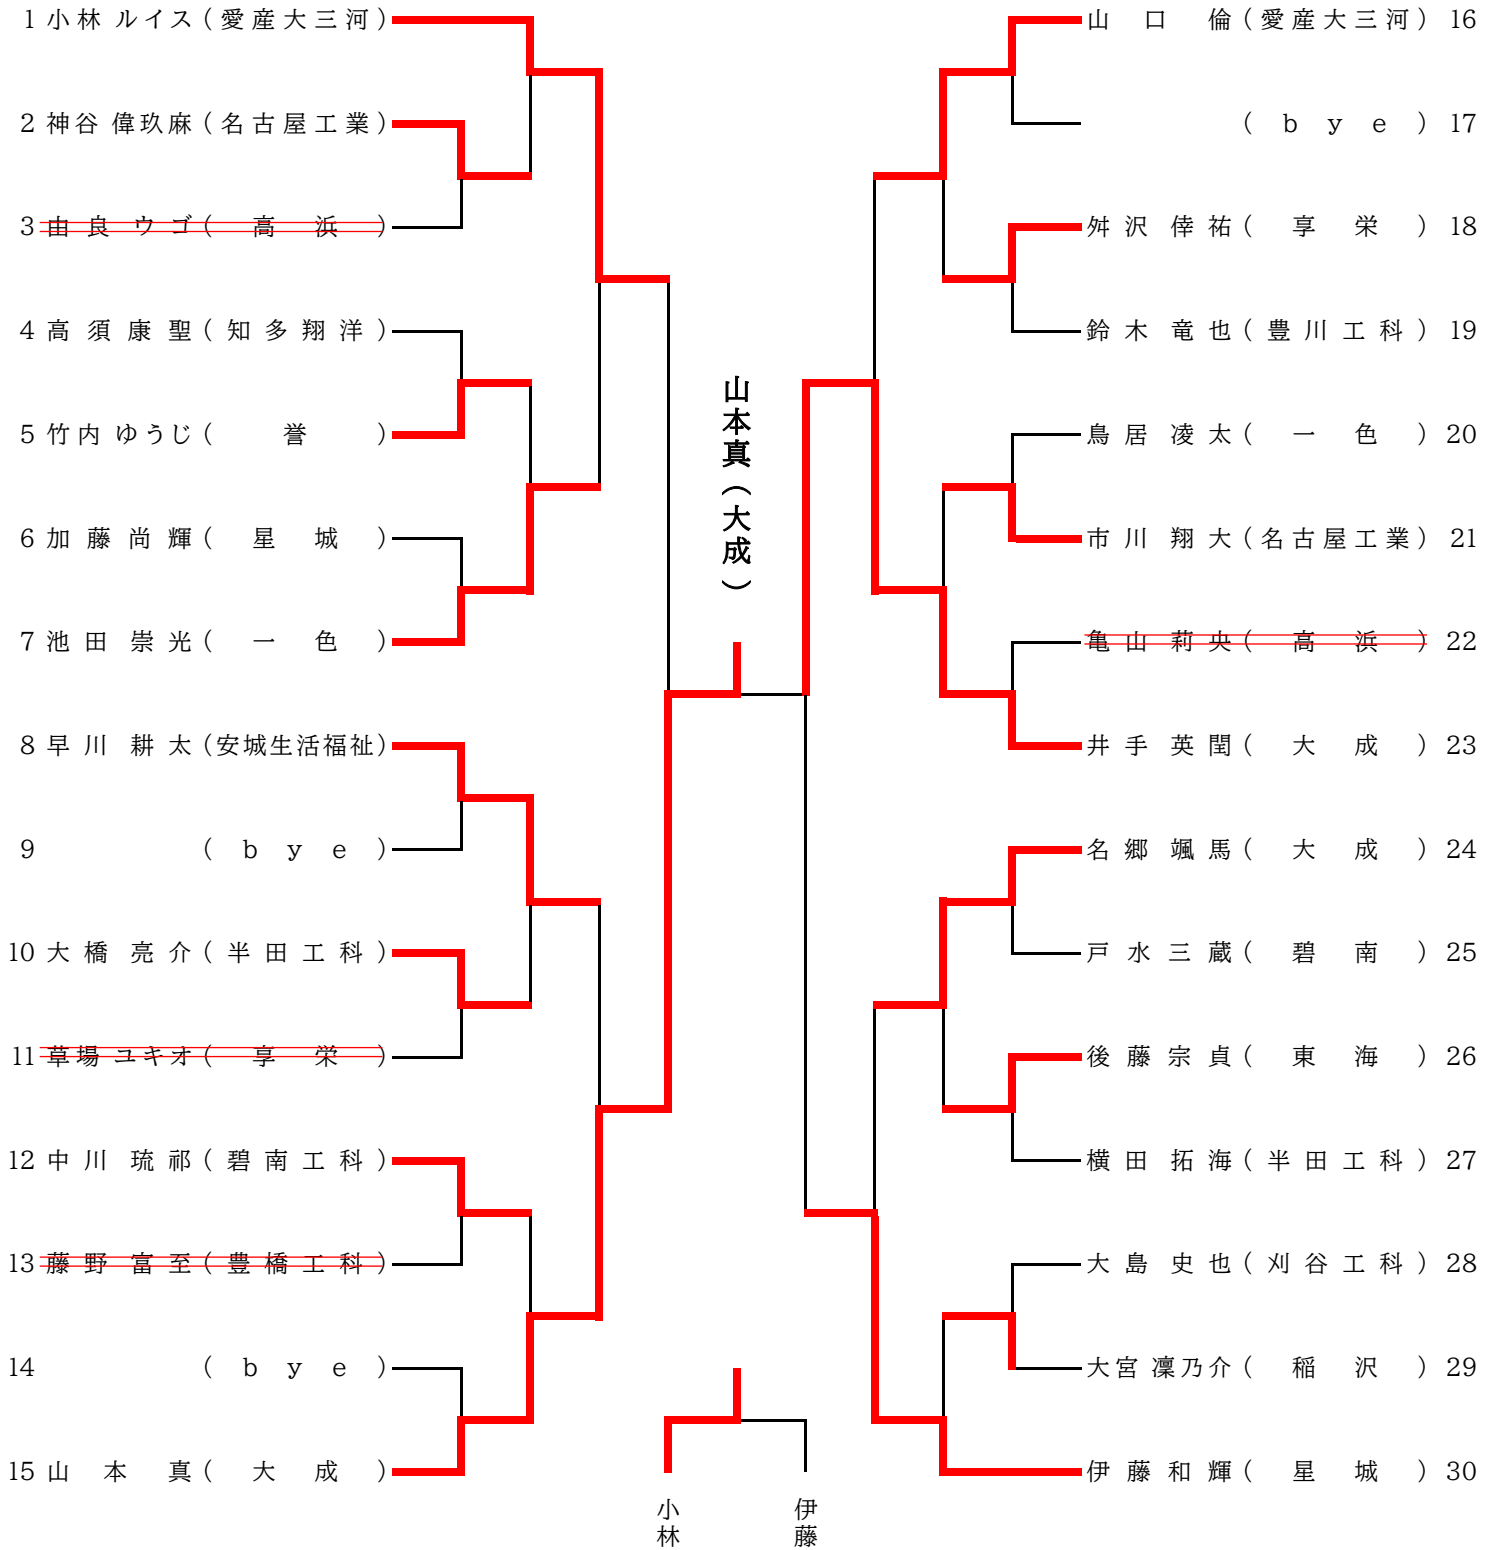 1 小林 ルイス (愛産大三河)
2 神谷 偉玖麻 (名古屋工業)
3 由良 ウゴ (高浜)
4 高須康聖 (知多翔洋)
5 竹内 ゆうじ (誉)
6 加藤尚輝 (星城)
7 池田崇光 (一色)
8 早川耕太 (安城生活福祉)
9 (bye)
10 大橋亮介 (半田工科)
11 草場 ユキオ (享栄)
12 中川琉祁 (碧南工科)
13 藤野富至 (豊橋工科)
14 (bye)
15 山本真 (大成)
山本真(大成)
小林
伊藤
山口倫 (愛産大三河) 16
(bye) 17
舛沢倖祐 (享栄) 18
鈴木竜也 (豊川工科) 19
鳥居凌太 (一色) 20
市川翔大 (名古屋工業) 21
亀山莉央 (高浜) 22
井手英閏 (大成) 23
名郷颯馬 (大成) 24
戸水三蔵 (碧南) 25
後藤宗貞 (東海) 26
横田拓海 (半田工科) 27
大島史也 (刈谷工科) 28
大宮 凜乃介 (稲沢) 29
伊藤和輝 (星城) 30